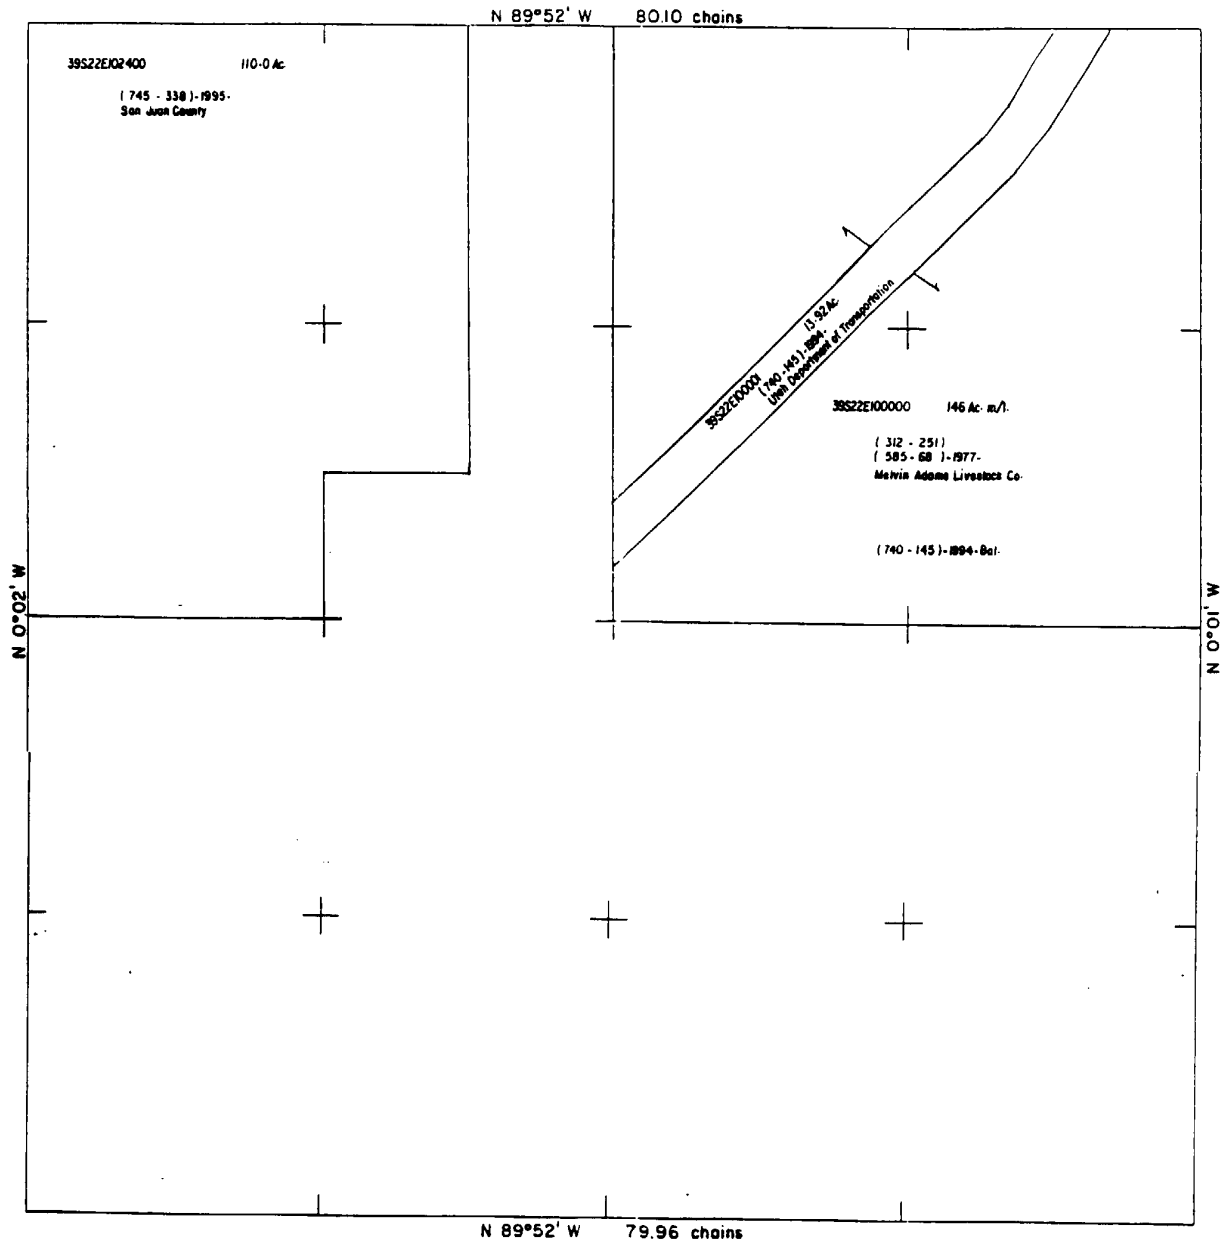 N 89°52' W 80.10 chains
39S22E102400 110.0 Ac.
( 745 - 338 )-1995-
San Juan County
39S22E100001 13.92 Ac.
( 740 - 145 )-1994-
Utah Department of Transportation
39S22E100000 146 Ac. m/l.
( 312 - 251 )
( 585 - 68 )-1977-
Melvin Adams Livestock Co.
( 740 - 145 )-1994-Bal.
N 0°02' W
N 0°01' W
N 89°52' W 79.96 chains